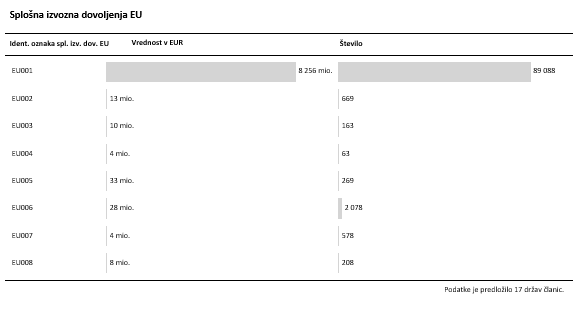 Splošna izvozna dovoljenja EU
Ident. oznaka spl. izv. dov. EU Vrednost v EUR Število
EU001 8 256 mio. 89 088
EU002 13 mio. 669
EU003 10 mio. 163
EU004 4 mio. 63
EU005 33 mio. 269
EU006 28 mio. 2 078
EU007 4 mio. 578
EU008 8 mio. 208
Podatke je predložilo 17 držav članic.